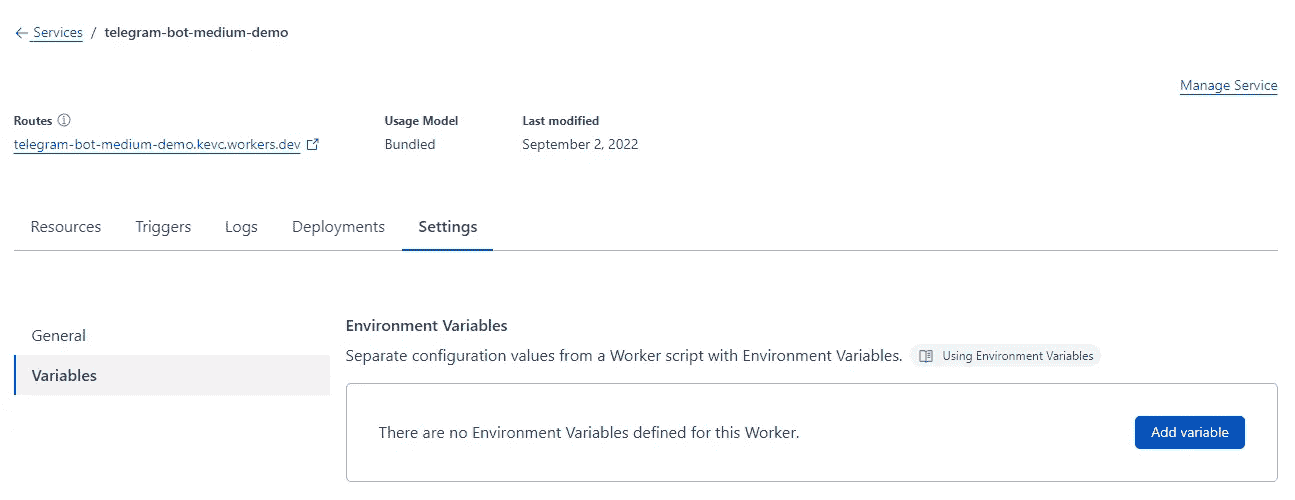 Services / telegram-bot-medium-demo
Manage Service
Routes Usage Model Last modified
telegram-bot-medium-demo.kevc.workers.dev Bundled September 2, 2022
Resources Triggers Logs Deployments Settings
General
Variables
Environment Variables
Separate configuration values from a Worker script with Environment Variables. Using Environment Variables
There are no Environment Variables defined for this Worker. Add variable